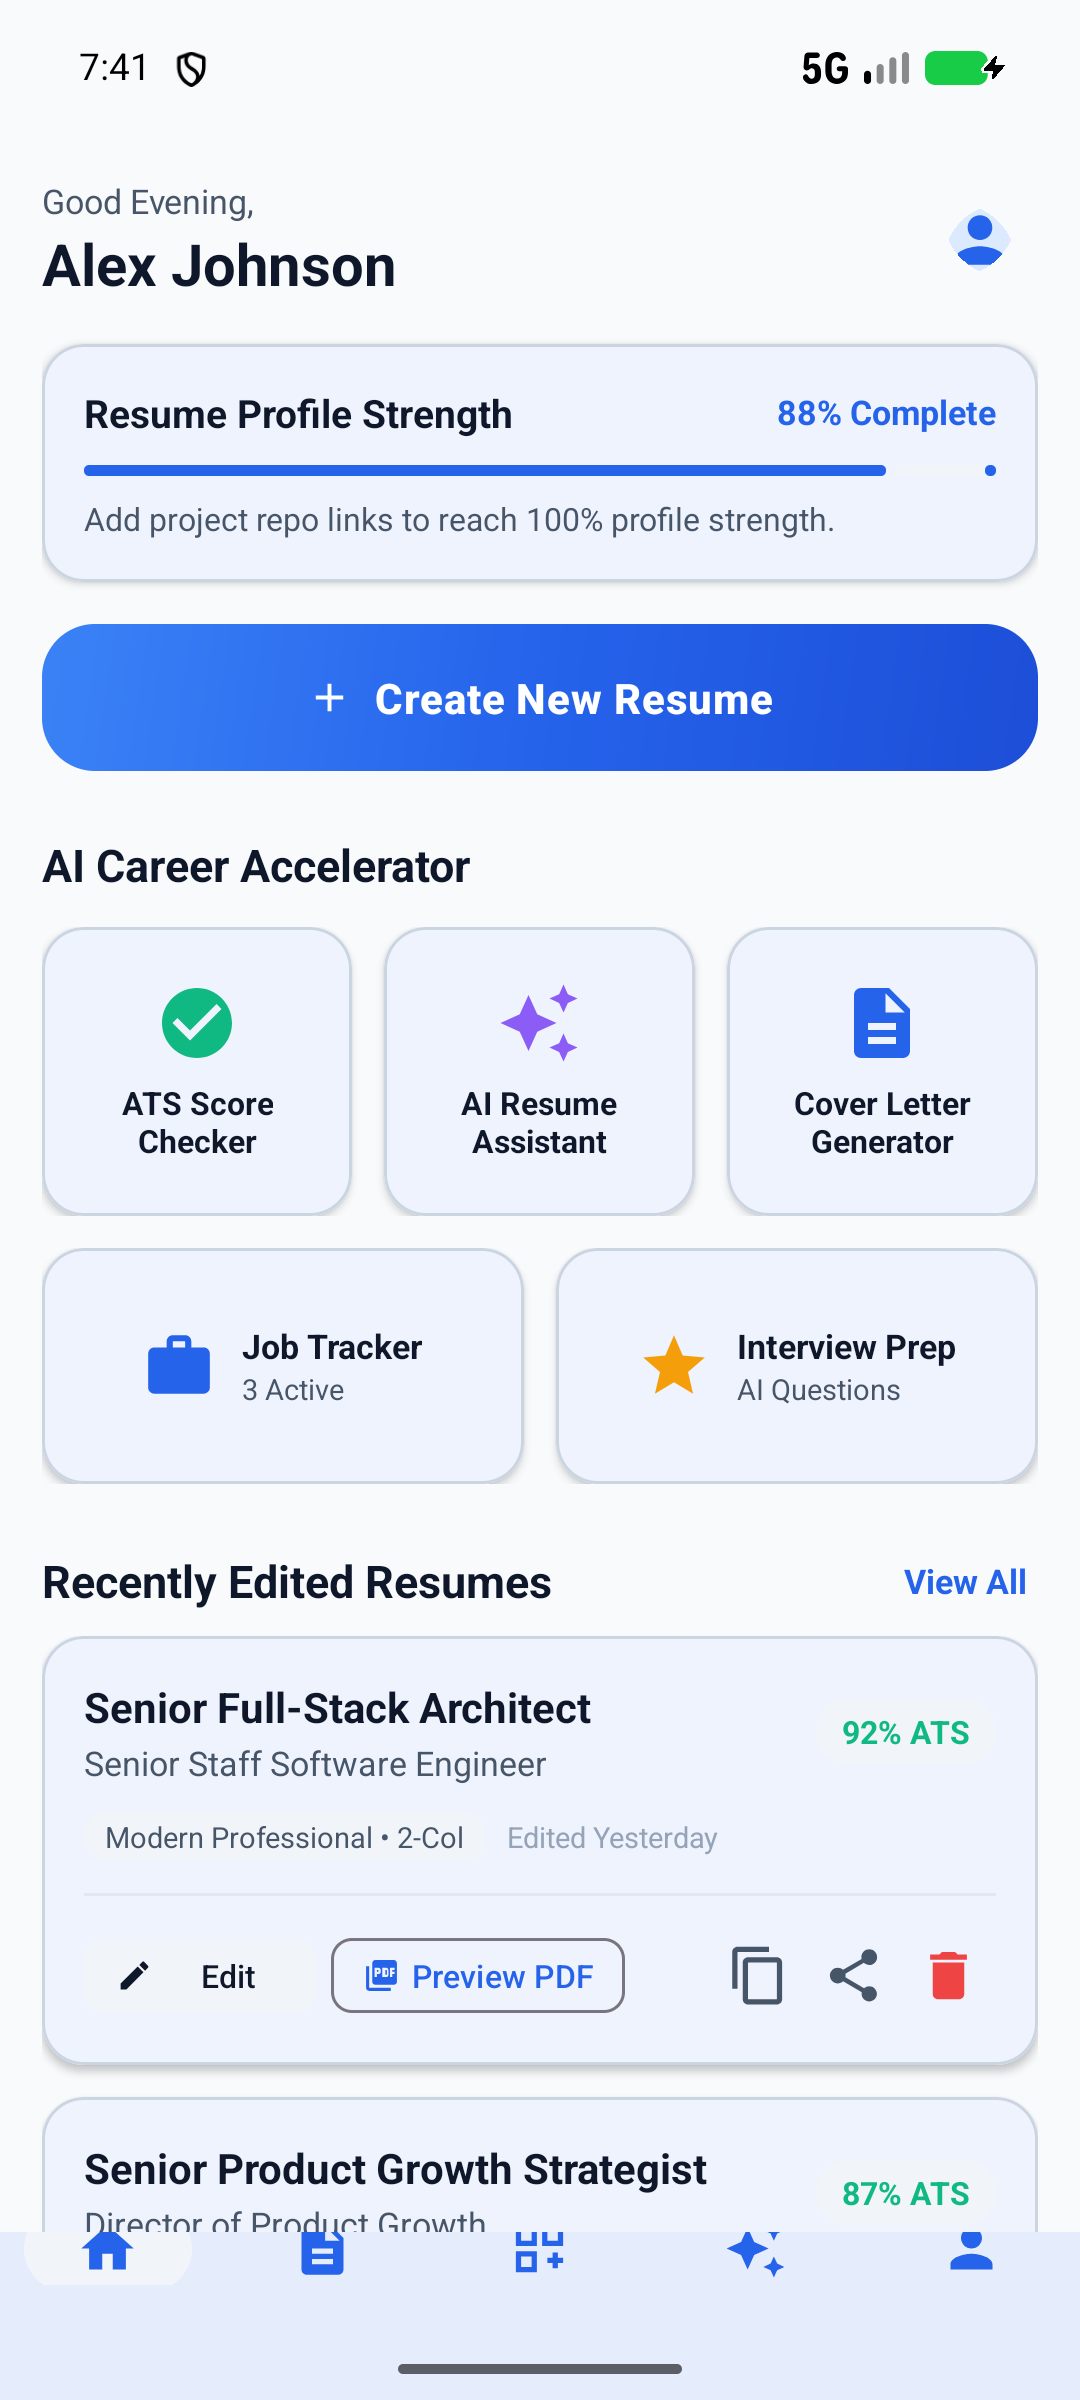 7:41
5G
Good Evening,
Alex Johnson
Resume Profile Strength
88% Complete
Add project repo links to reach 100% profile strength.
Create New Resume
AI Career Accelerator
ATS Score
Checker
AI Resume
Assistant
Cover Letter
Generator
Job Tracker
3 Active
Interview Prep
AI Questions
Recently Edited Resumes
View All
Senior Full-Stack Architect
92% ATS
Senior Staff Software Engineer
Modern Professional • 2-Col
Edited Yesterday
Edit
PDF
Preview PDF
Senior Product Growth Strategist
87% ATS
Director of Product Growth